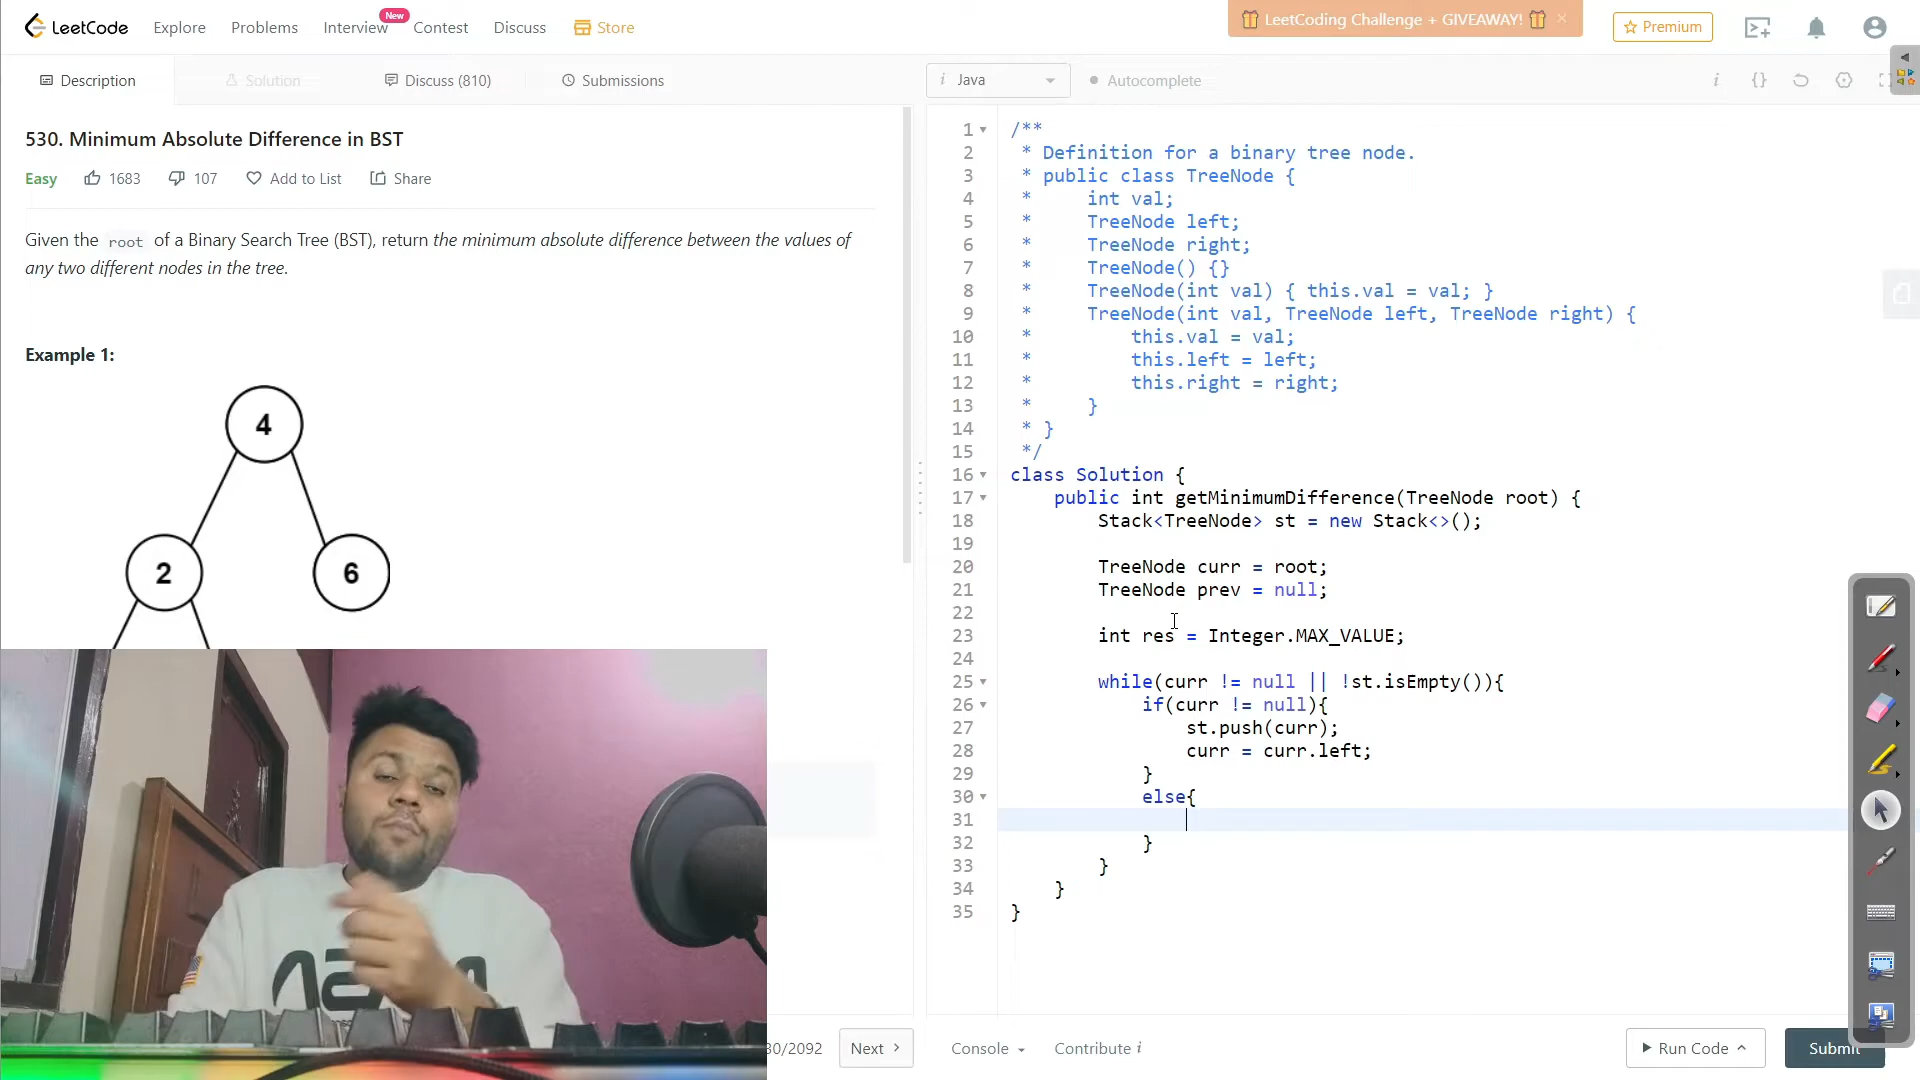 LeetCode Explore Problems Interview New Contest Discuss Store LeetCoding Challenge + GIVEAWAY! × Premium
Description Solution Discuss (810) Submissions
530. Minimum Absolute Difference in BST
Easy 1683 107 Add to List Share
Given the root of a Binary Search Tree (BST), return the minimum absolute difference between the values of
any two different nodes in the tree.
Example 1:
4
2
6
30/2092 Next >
i Java Autocomplete i {}
1 /**
2 * Definition for a binary tree node.
3 * public class TreeNode {
4 * int val;
5 * TreeNode left;
6 * TreeNode right;
7 * TreeNode() {}
8 * TreeNode(int val) { this.val = val; }
9 * TreeNode(int val, TreeNode left, TreeNode right) {
10 * this.val = val;
11 * this.left = left;
12 * this.right = right;
13 * }
14 * }
15 */
16 class Solution {
17 public int getMinimumDifference(TreeNode root) {
18 Stack<TreeNode> st = new Stack<>();
19
20 TreeNode curr = root;
21 TreeNode prev = null;
22
23 int res = Integer.MAX_VALUE;
24
25 while(curr != null || !st.isEmpty()){
26 if(curr != null){
27 st.push(curr);
28 curr = curr.left;
29 }
30 else{
31
32 }
33 }
34 }
35 }
Console Contribute i Run Code Submit